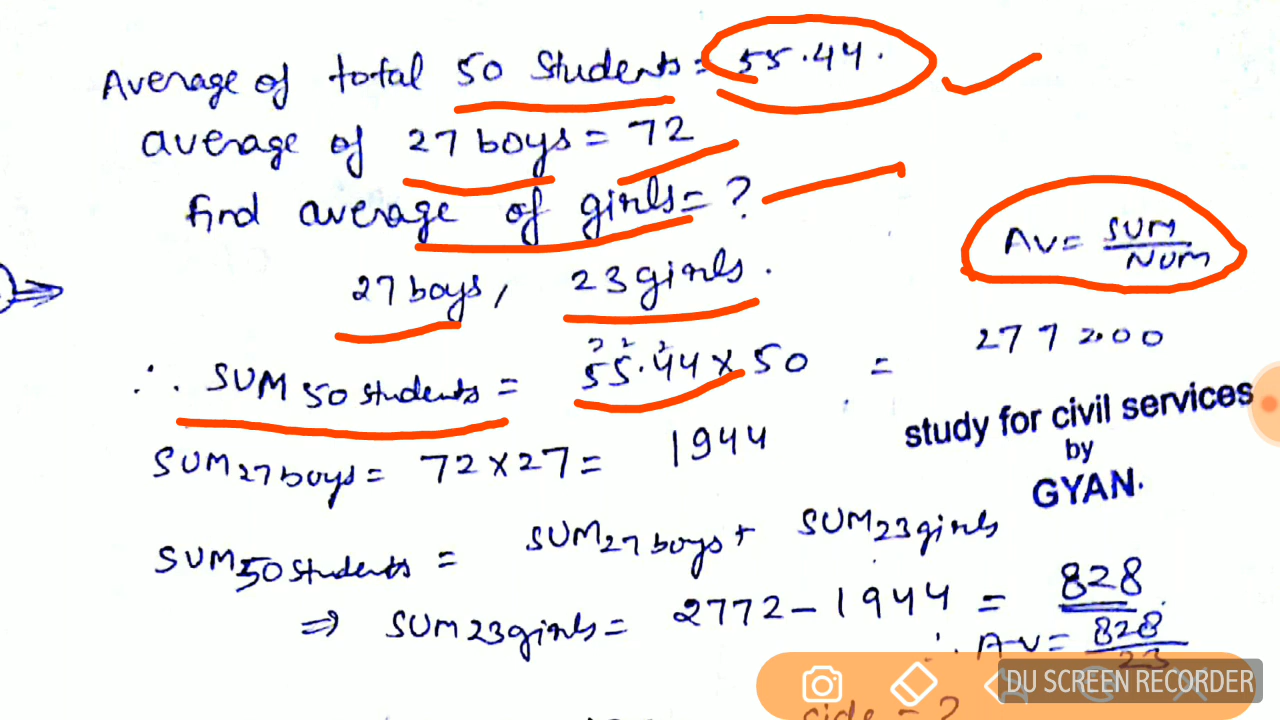 Average of total 50 students = 55.44.
average of 27 boys = 72
find average of girls = ?
AV = SUM/NUM
27 boys, 23 girls.
∴ SUM 50 students = 55.44 × 50 = 2772.00
study for civil services
by
GYAN.
SUM 27 boys = 72 × 27 = 1944
SUM 50 students = SUM 27 boys + SUM 23 girls
⇒ SUM 23 girls = 2772 - 1944 = 828
∴ AV = 828/23
DU SCREEN RECORDER
side = ?